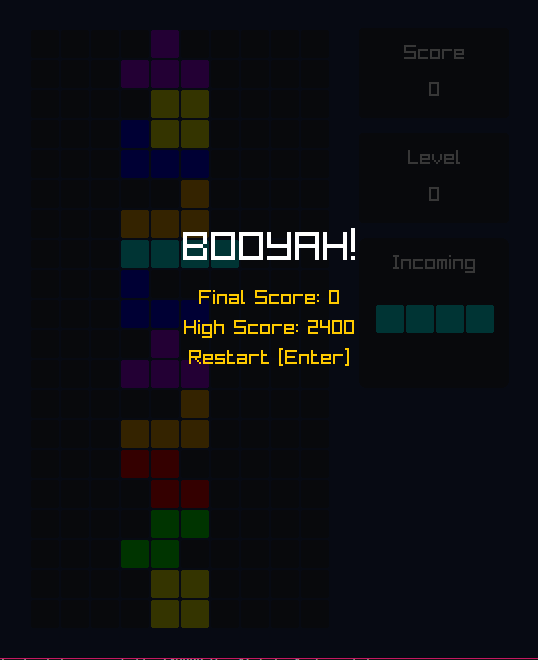 Score
0
Level
0
BOOYAH!
Incoming
Final Score: 0
High Score: 2400
Restart [Enter]